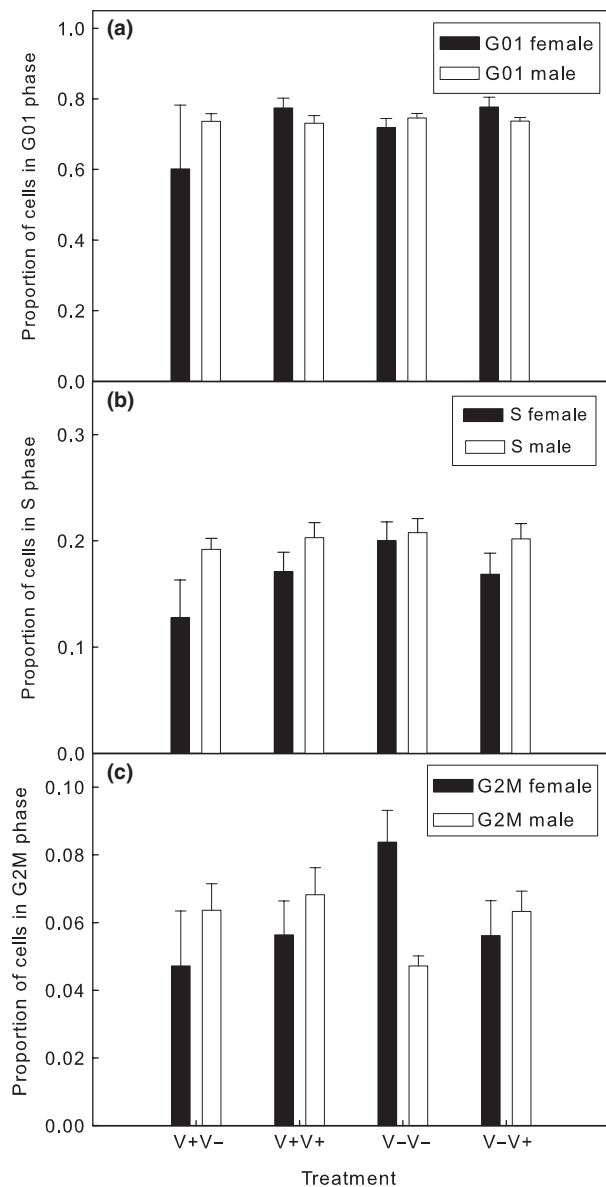 (a)
G01 female
G01 male
Proportion of cells in G01 phase
1.0
0.8
0.6
0.4
0.2
0.0
(b)
S female
S male
Proportion of cells in S phase
0.3
0.2
0.1
0.0
(c)
G2M female
G2M male
Proportion of cells in G2M phase
0.10
0.08
0.06
0.04
0.02
0.00
V+V− V+V+ V−V− V−V+
Treatment